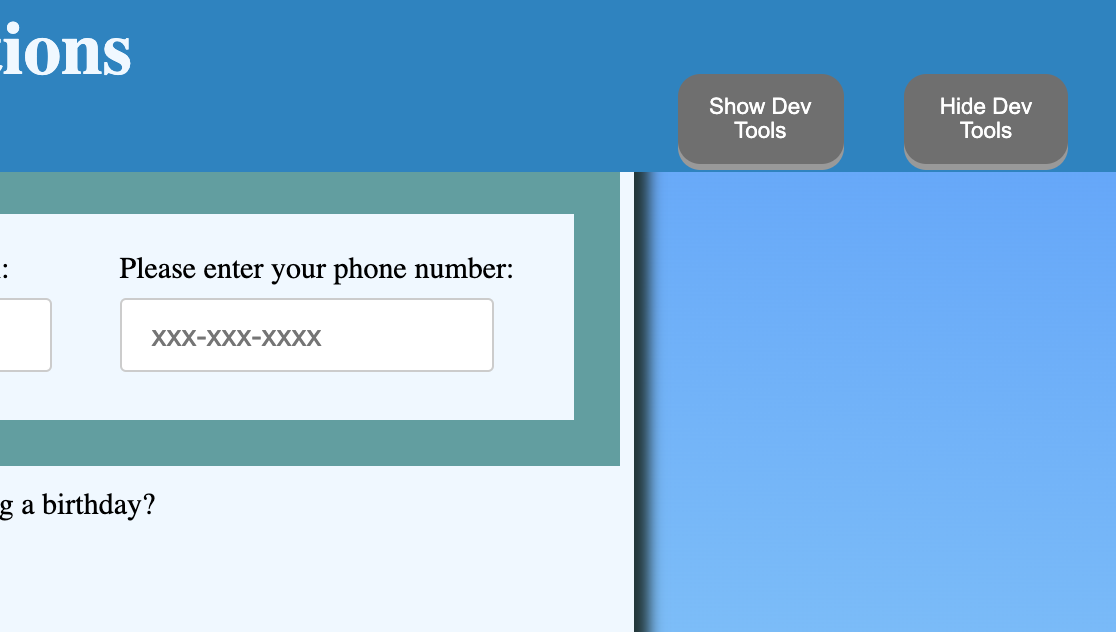 tions
Show Dev
Tools
Hide Dev
Tools
:
Please enter your phone number:
xxx-xxx-xxxx
g a birthday?